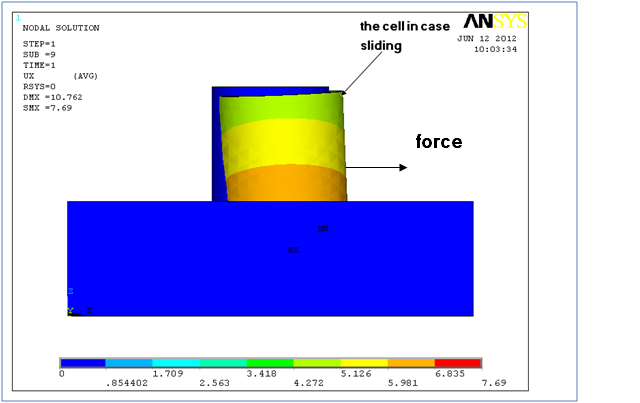 1
NODAL SOLUTION
STEP=1
SUB =9
TIME=1
UX (AVG)
RSYS=0
DMX =10.762
SMX =7.69
the cell in case
sliding
ANSYS
JUN 12 2012
10:03:34
force
MN
MX
Z
X
0 1.709 3.418 5.126 6.835
.854402 2.563 4.272 5.981 7.69